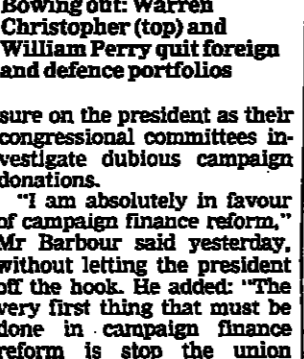 Bowing out: Warren
Christopher (top) and
William Perry quit foreign
and defence portfolios
sure on the president as their
congressional committees in-
vestigate dubious campaign
donations.
"I am absolutely in favour
of campaign finance reform,"
Mr Barbour said yesterday,
without letting the president
off the hook. He added: "The
very first thing that must be
done in campaign finance
reform is stop the union